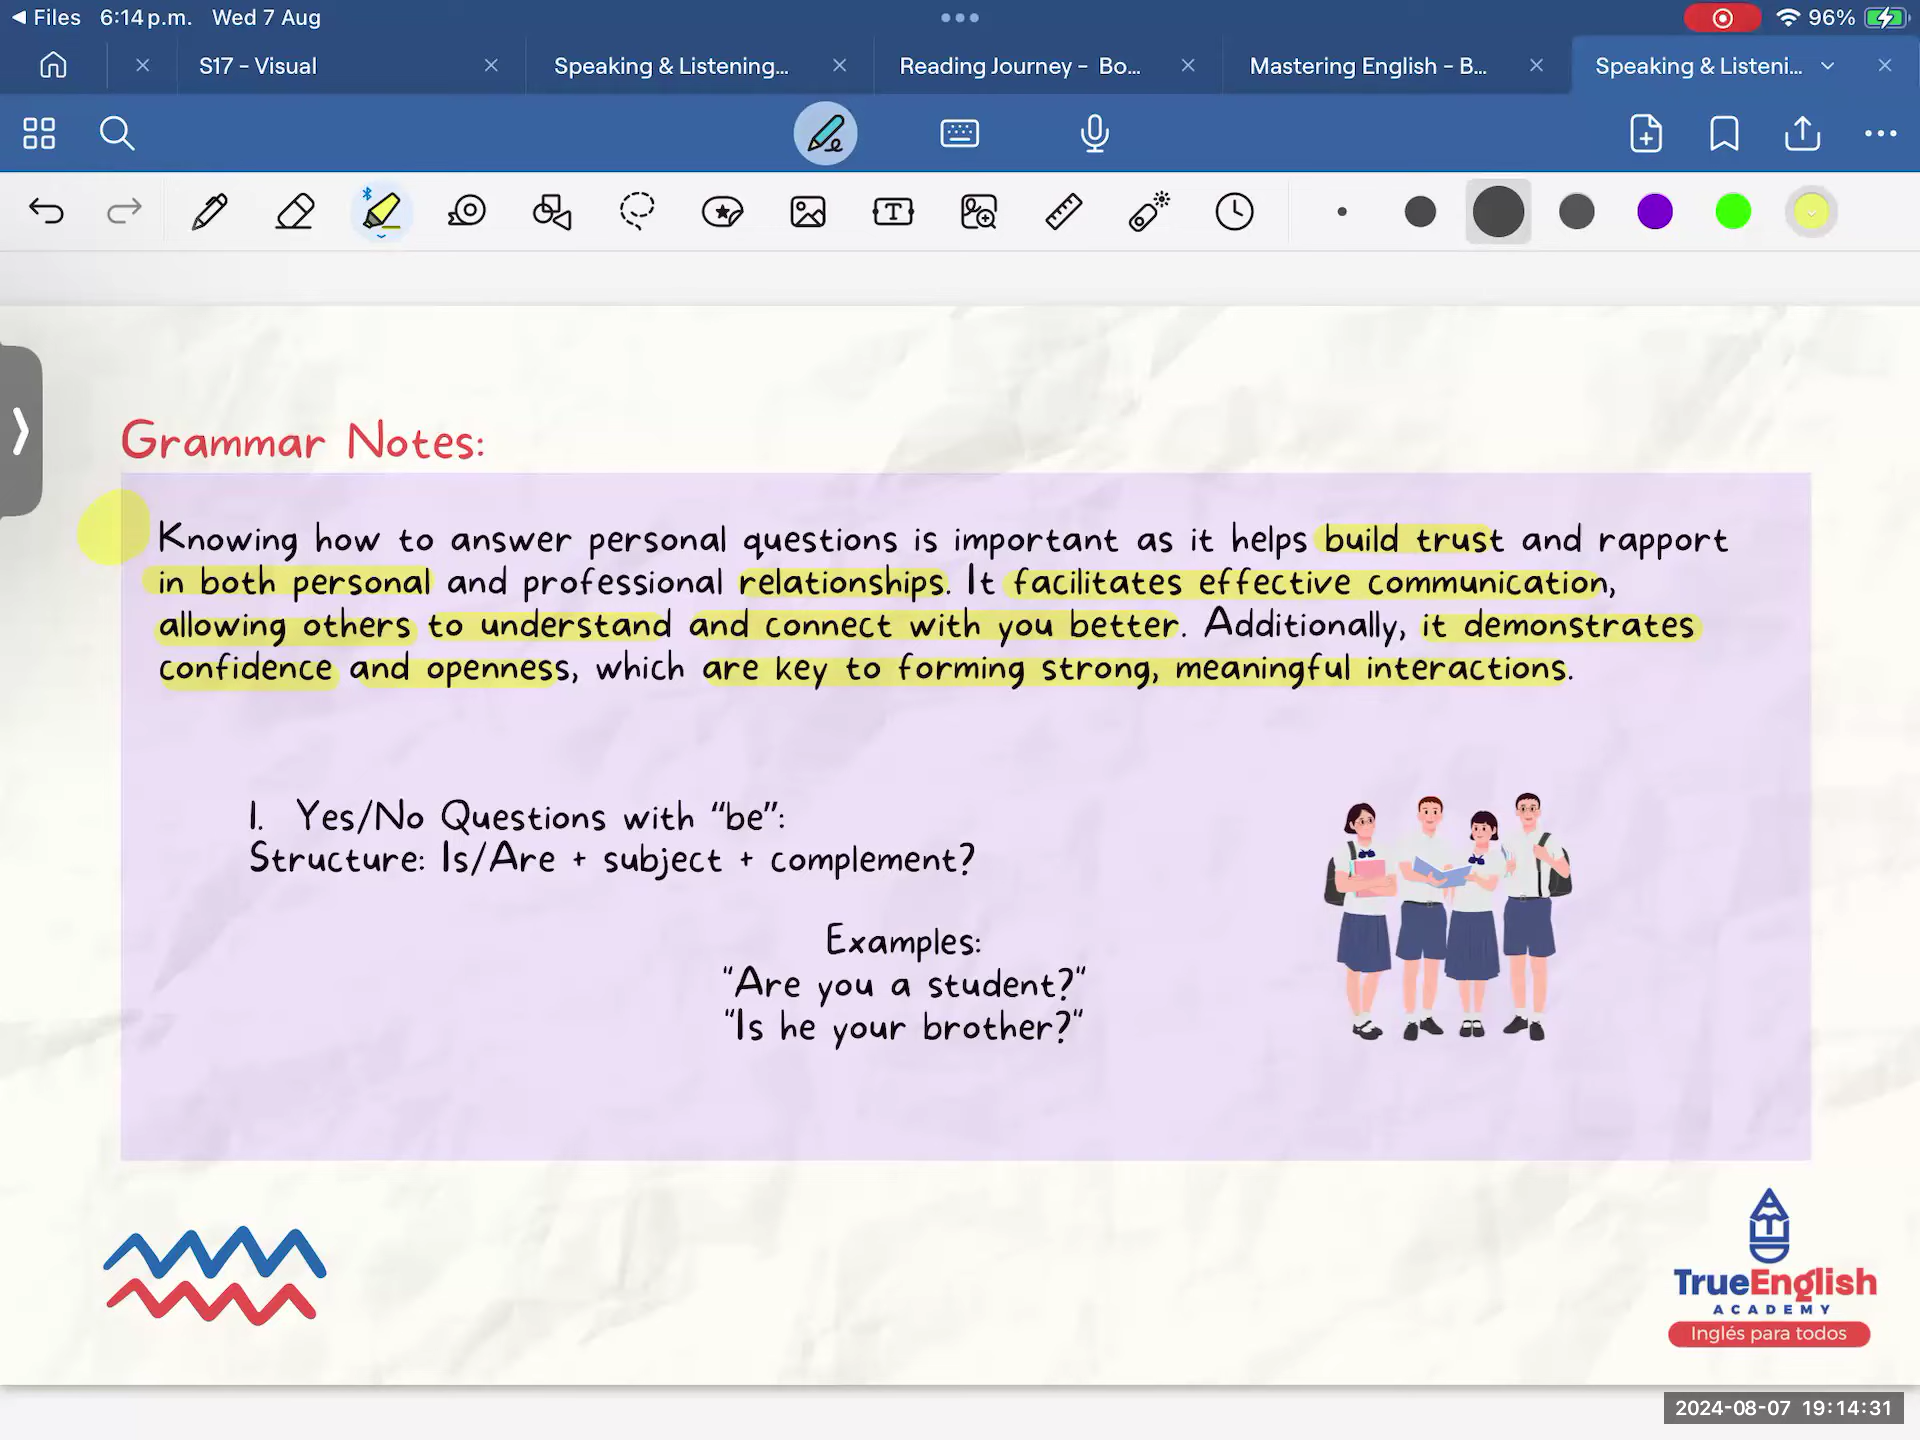 Files 6:14 p.m. Wed 7 Aug 96%
S17 - Visual Speaking & Listening... Reading Journey - Bo... Mastering English - B... Speaking & Listeni...
Grammar Notes:
Knowing how to answer personal questions is important as it helps build trust and rapport
in both personal and professional relationships. It facilitates effective communication,
allowing others to understand and connect with you better. Additionally, it demonstrates
confidence and openness, which are key to forming strong, meaningful interactions.
1. Yes/No Questions with “be”:
Structure: Is/Are + subject + complement?
Examples:
"Are you a student?"
"Is he your brother?"
TrueEnglish
ACADEMY
Inglés para todos
2024-08-07 19:14:31